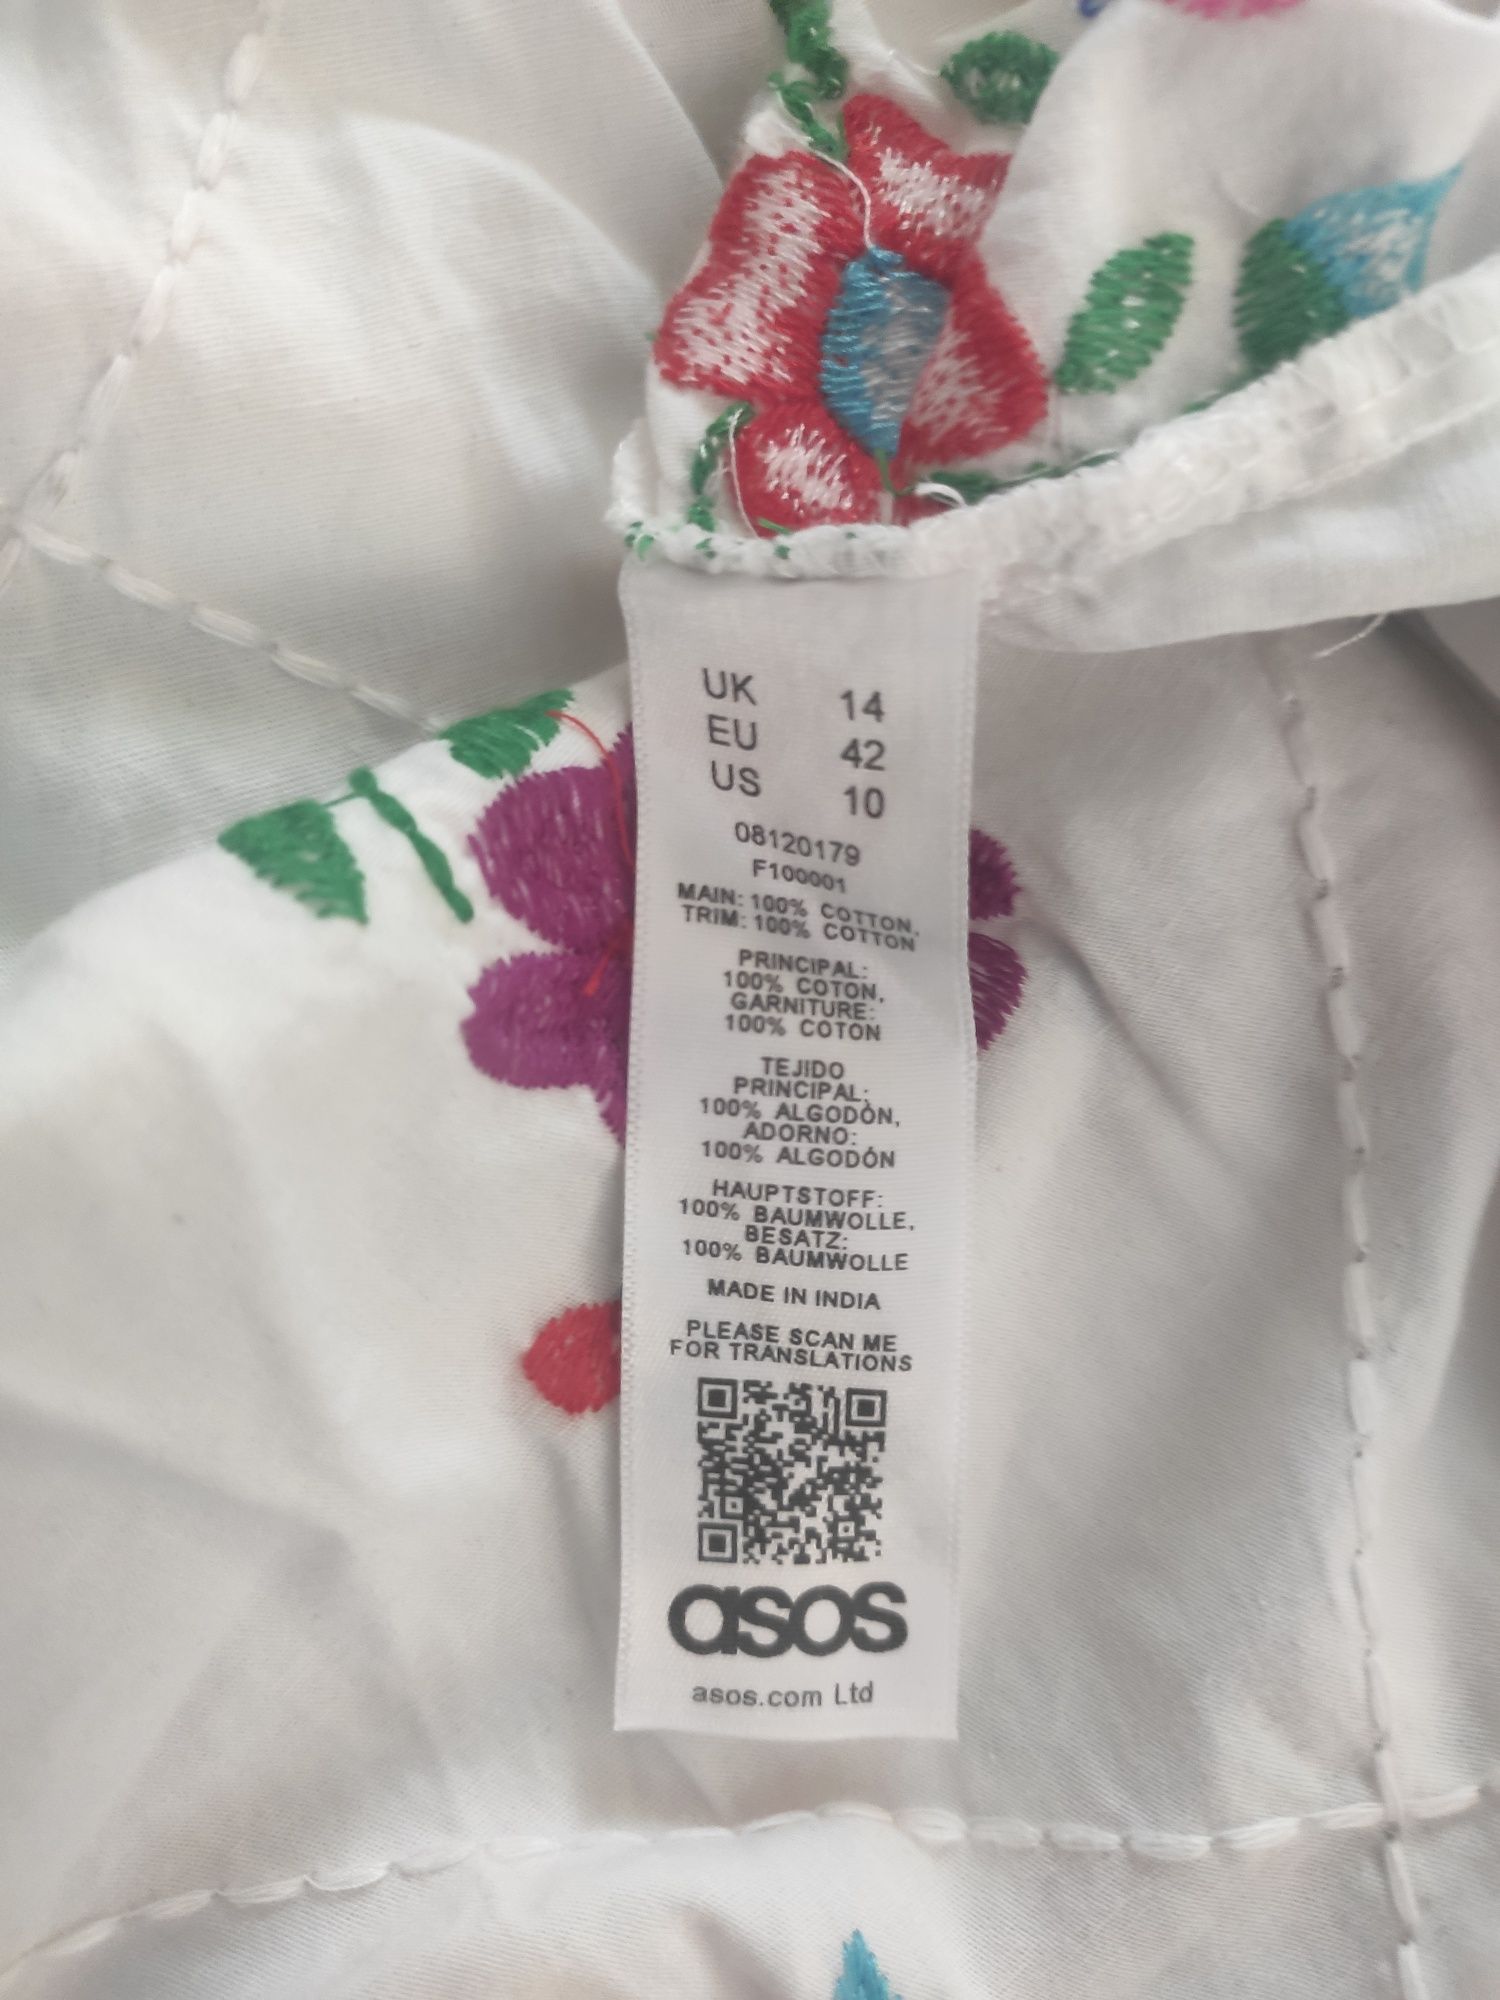 UK 14
EU 42
US 10
08120179
F100001
MAIN: 100% COTTON,
TRIM: 100% COTTON
PRINCIPAL:
100% COTON,
GARNITURE:
100% COTON
TEJIDO
PRINCIPAL:
100% ALGODÓN,
ADORNO:
100% ALGODÓN
HAUPTSTOFF:
100% BAUMWOLLE,
BESATZ:
100% BAUMWOLLE
MADE IN INDIA
PLEASE SCAN ME
FOR TRANSLATIONS
asos
asos.com Ltd